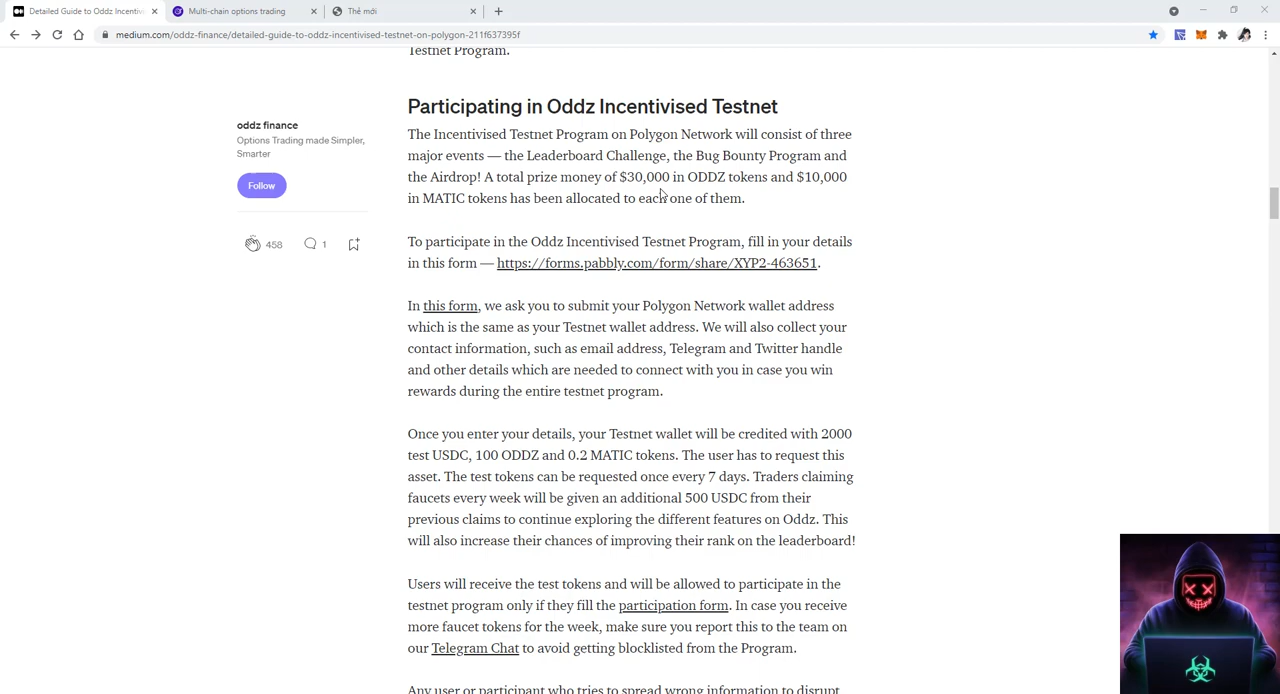 Detailed Guide to Oddz Incentivi
Multi-chain options trading
Thẻ mới
medium.com/oddz-finance/detailed-guide-to-oddz-incentivised-testnet-on-polygon-211f637395f
Testnet Program.
oddz finance
Options Trading made Simpler,
Smarter
Follow
458
1
Participating in Oddz Incentivised Testnet
The Incentivised Testnet Program on Polygon Network will consist of three
major events — the Leaderboard Challenge, the Bug Bounty Program and
the Airdrop! A total prize money of $30,000 in ODDZ tokens and $10,000
in MATIC tokens has been allocated to each one of them.
To participate in the Oddz Incentivised Testnet Program, fill in your details
in this form — https://forms.pabbly.com/form/share/XYP2-463651.
In this form, we ask you to submit your Polygon Network wallet address
which is the same as your Testnet wallet address. We will also collect your
contact information, such as email address, Telegram and Twitter handle
and other details which are needed to connect with you in case you win
rewards during the entire testnet program.
Once you enter your details, your Testnet wallet will be credited with 2000
test USDC, 100 ODDZ and 0.2 MATIC tokens. The user has to request this
asset. The test tokens can be requested once every 7 days. Traders claiming
faucets every week will be given an additional 500 USDC from their
previous claims to continue exploring the different features on Oddz. This
will also increase their chances of improving their rank on the leaderboard!
Users will receive the test tokens and will be allowed to participate in the
testnet program only if they fill the participation form. In case you receive
more faucet tokens for the week, make sure you report this to the team on
our Telegram Chat to avoid getting blocklisted from the Program.
Any user or participant who tries to spread wrong information to disrupt